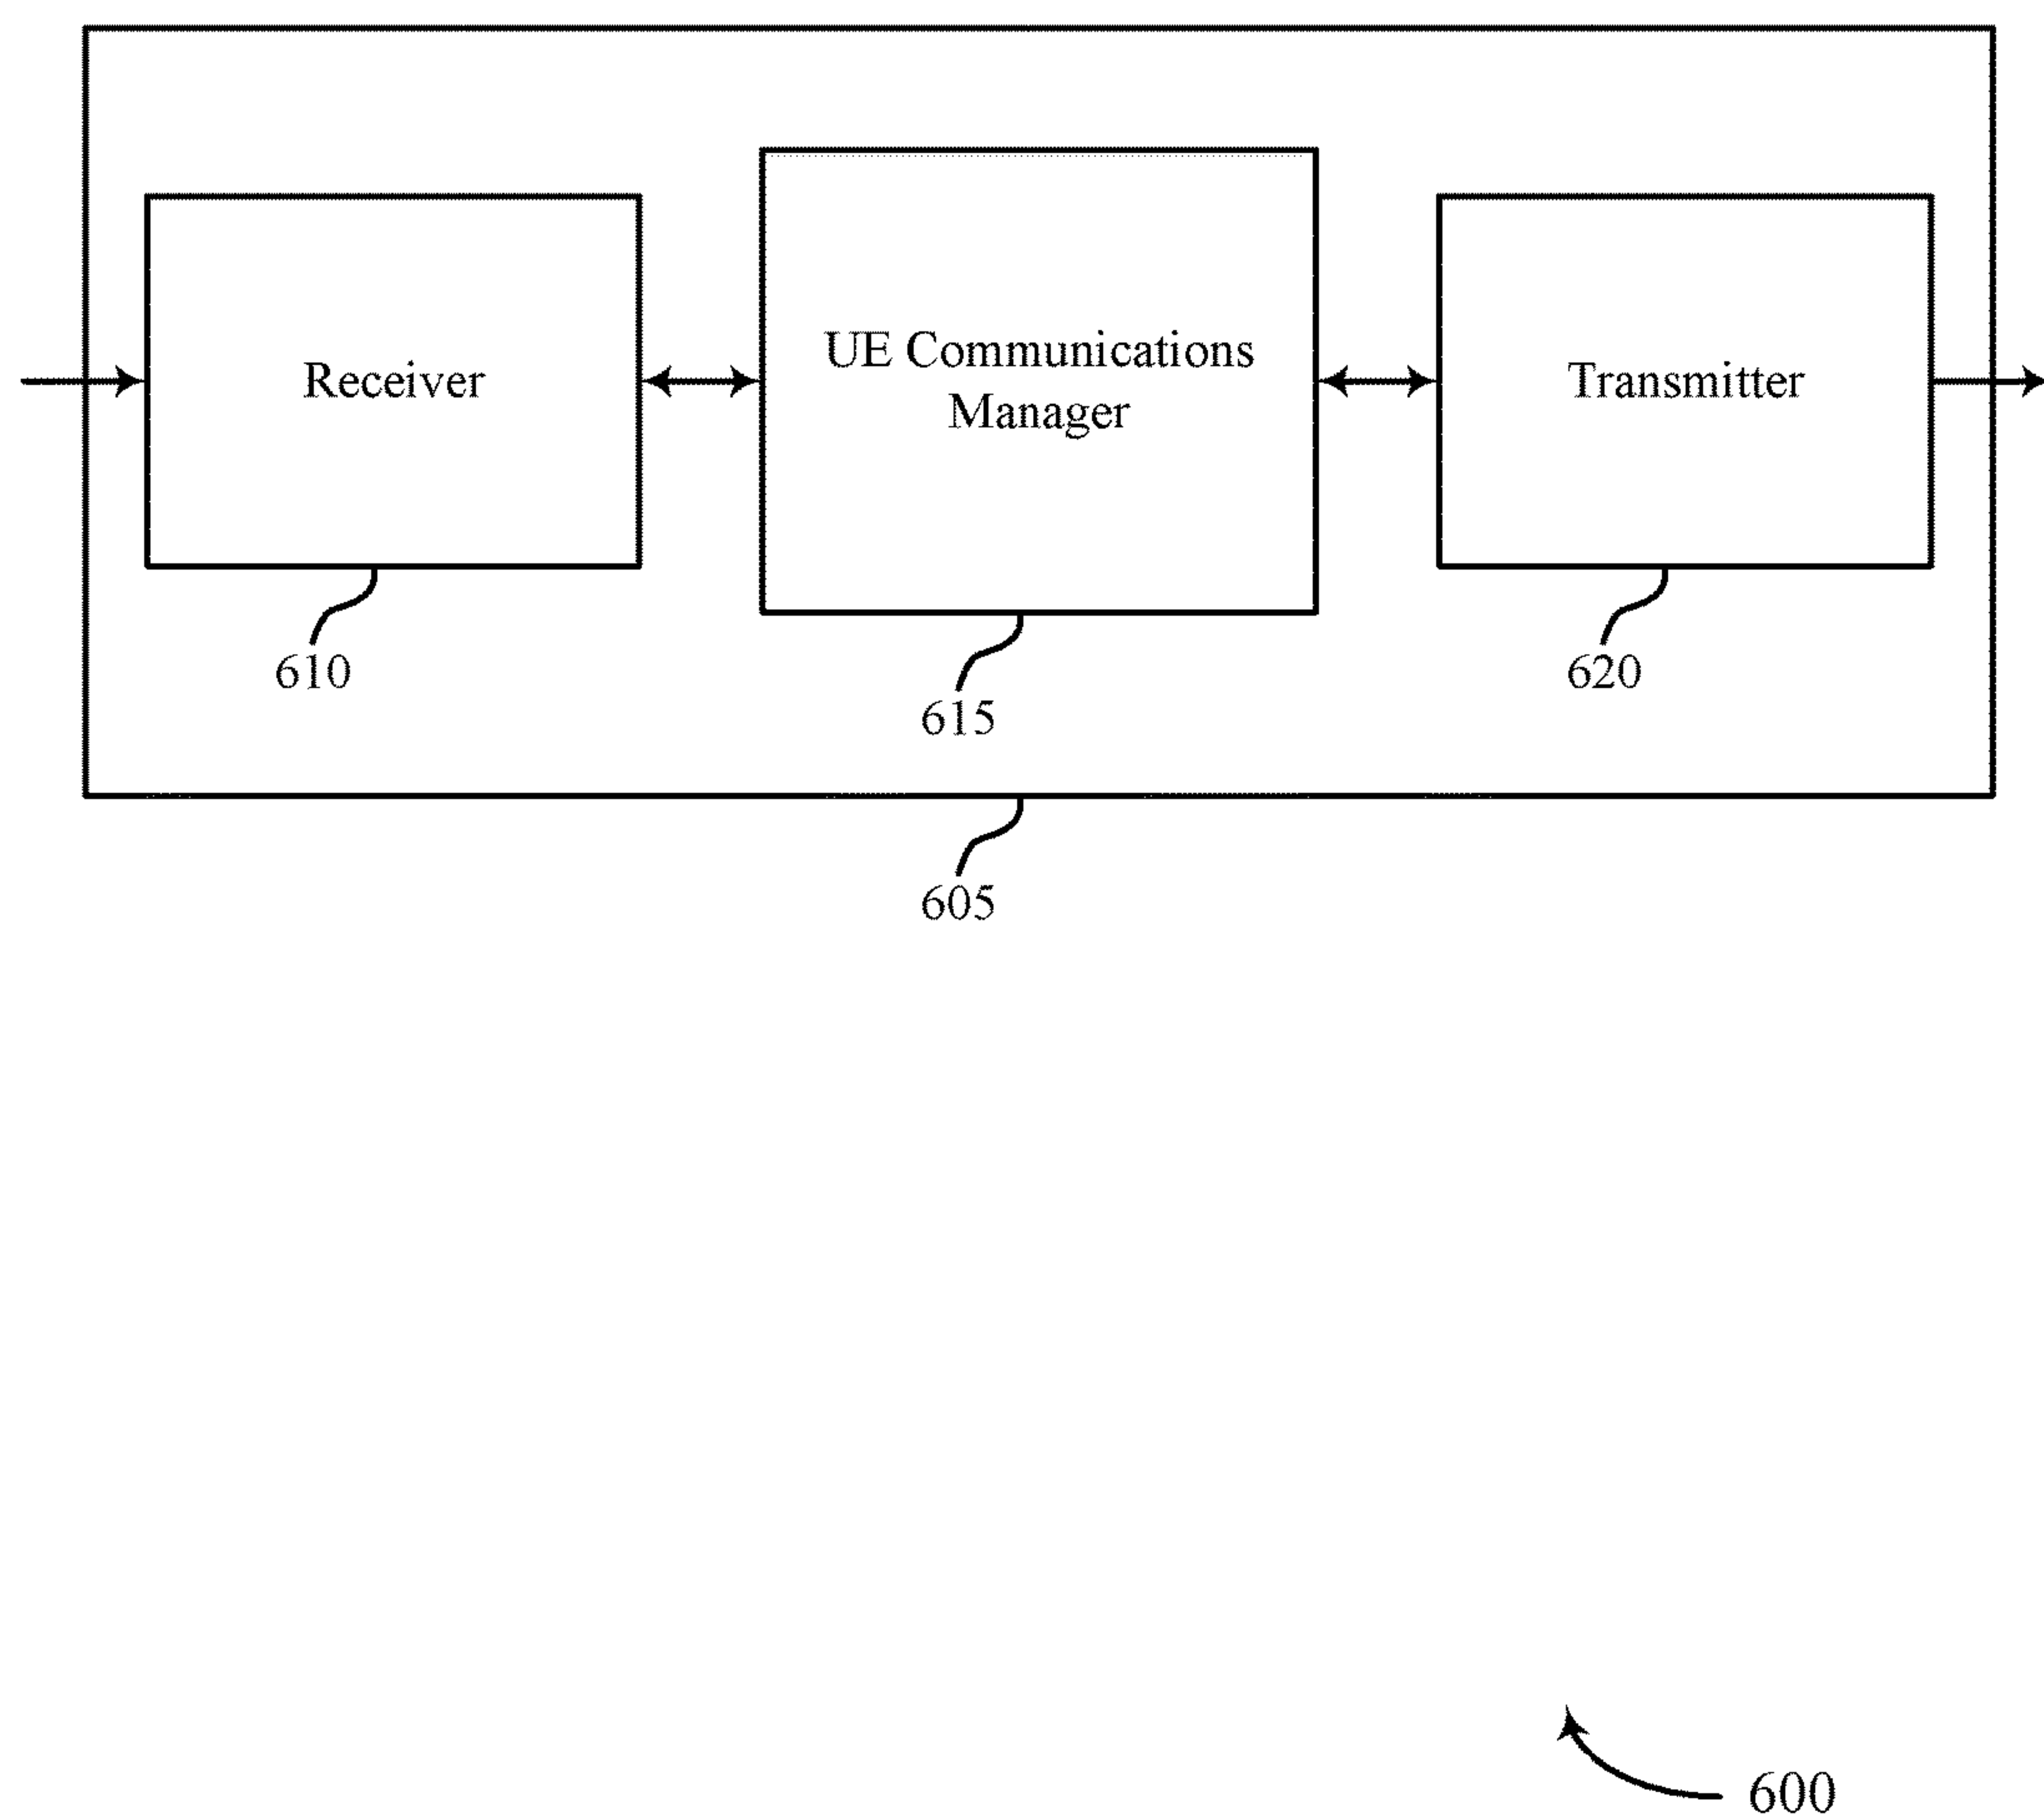 Receiver
UE Communications
Manager
Transmitter
610
615
620
605
600